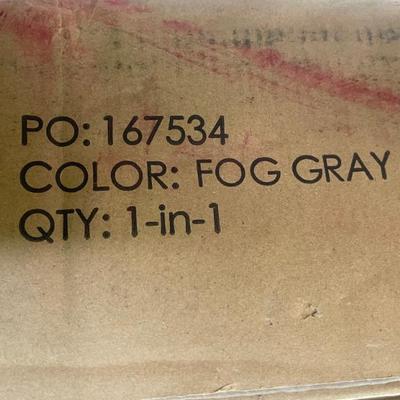 PO: 167534
COLOR: FOG GRAY
QTY: 1-in-1